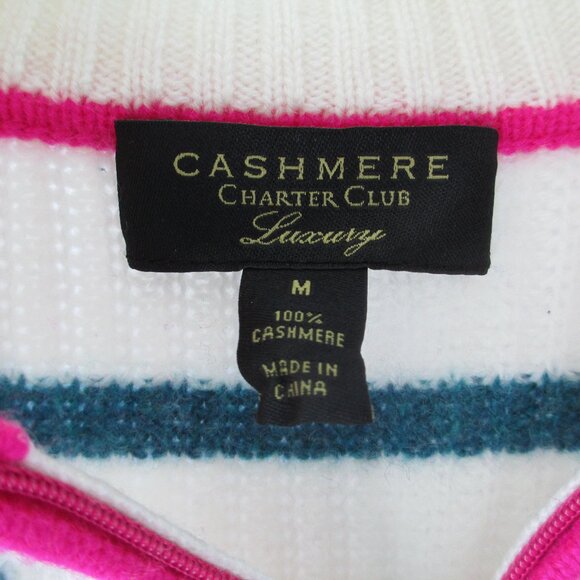 CASHMERE
CHARTER CLUB
Luxury
M
100%
CASHMERE
MADE IN
CHINA